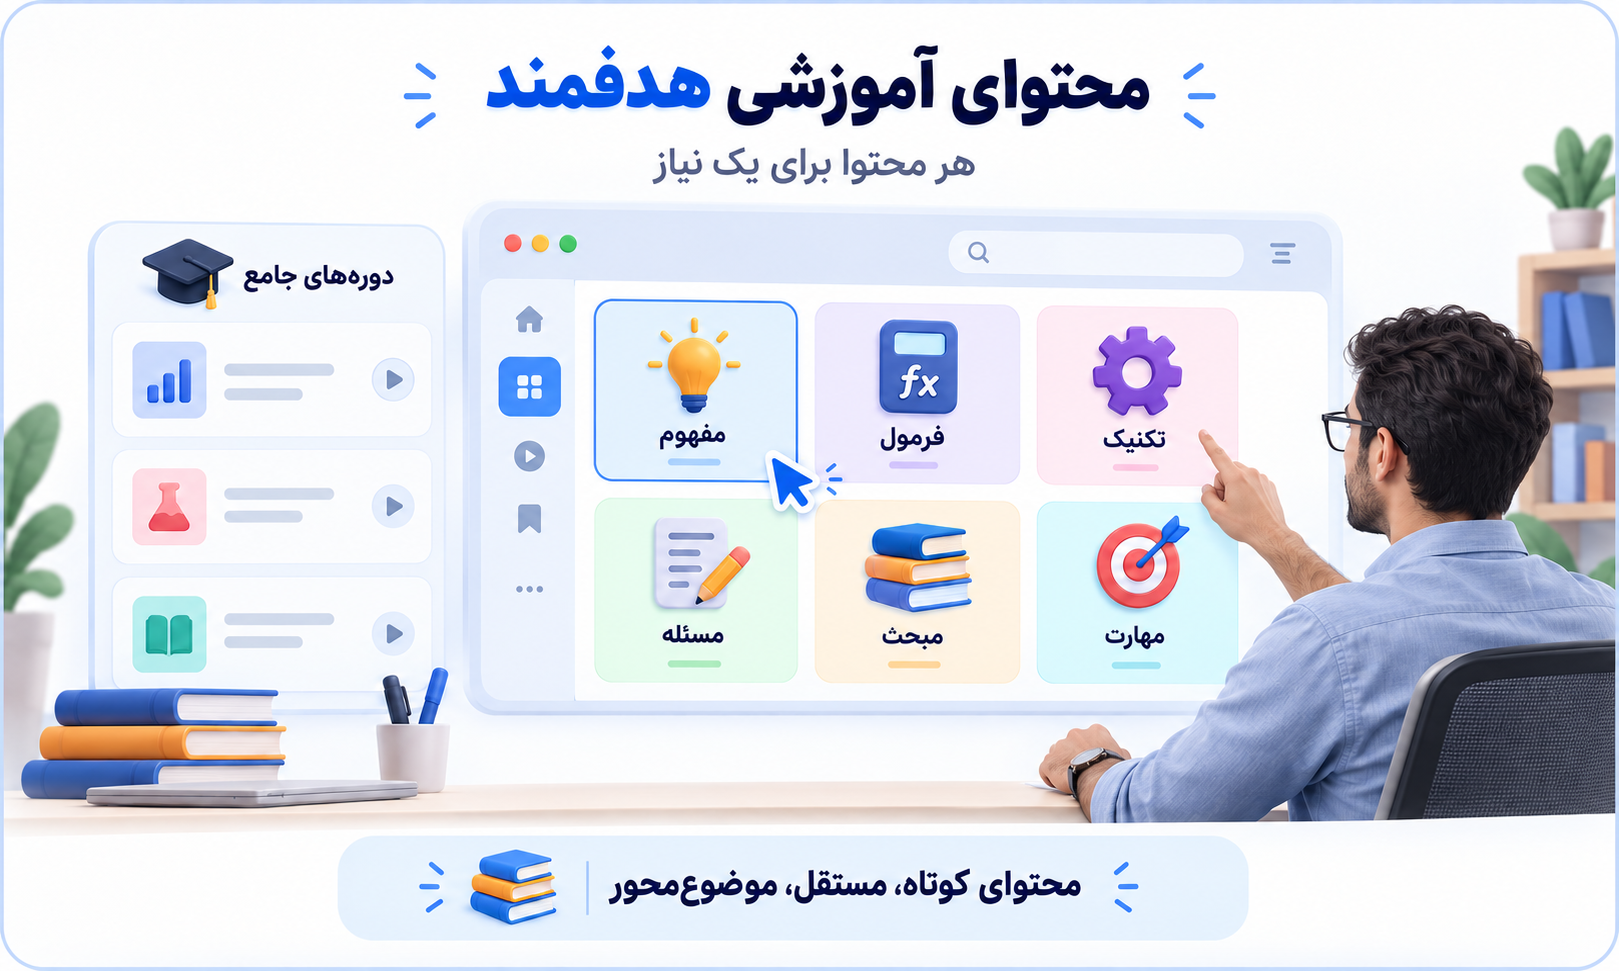 محتوای آموزشی هدفمند
هر محتوا برای یک نیاز
دوره‌های جامع
تکنیک
فرمول
fx
مفهوم
مهارت
مبحث
مسئله
محتوای کوتاه، مستقل، موضوع‌محور